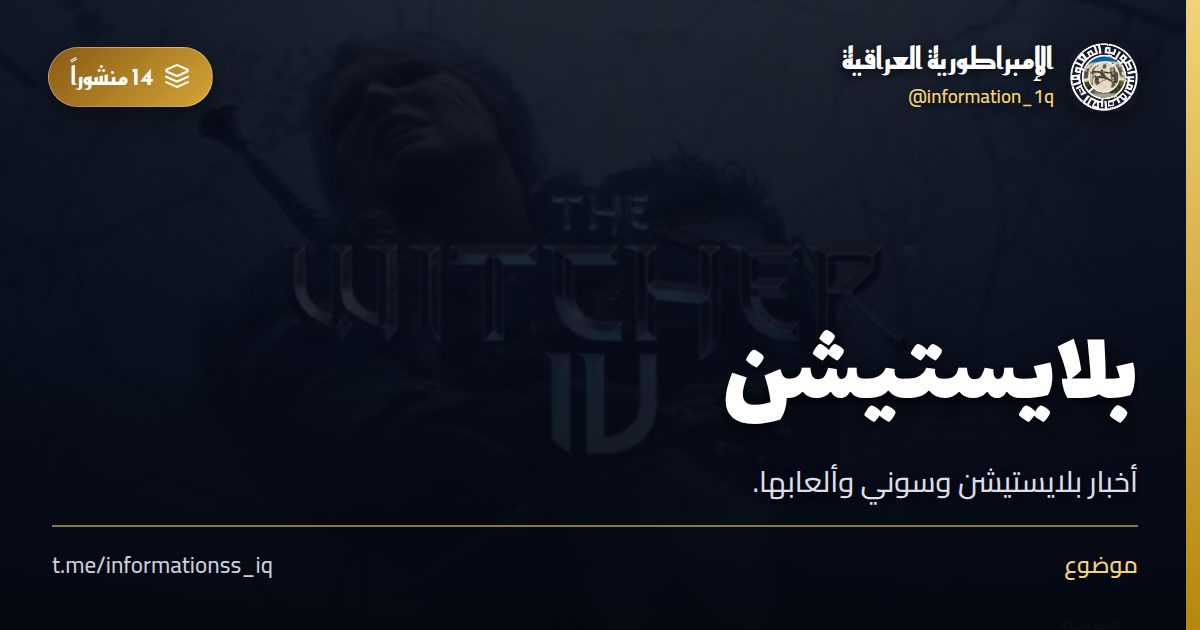 الإمبراطورية العراقية
@information_1q
14 منشوراً
THE
WITCHER
IV
بلايستيشن
أخبار بلايستيشن وسوني وألعابها.
موضوع
t.me/informationss_iq